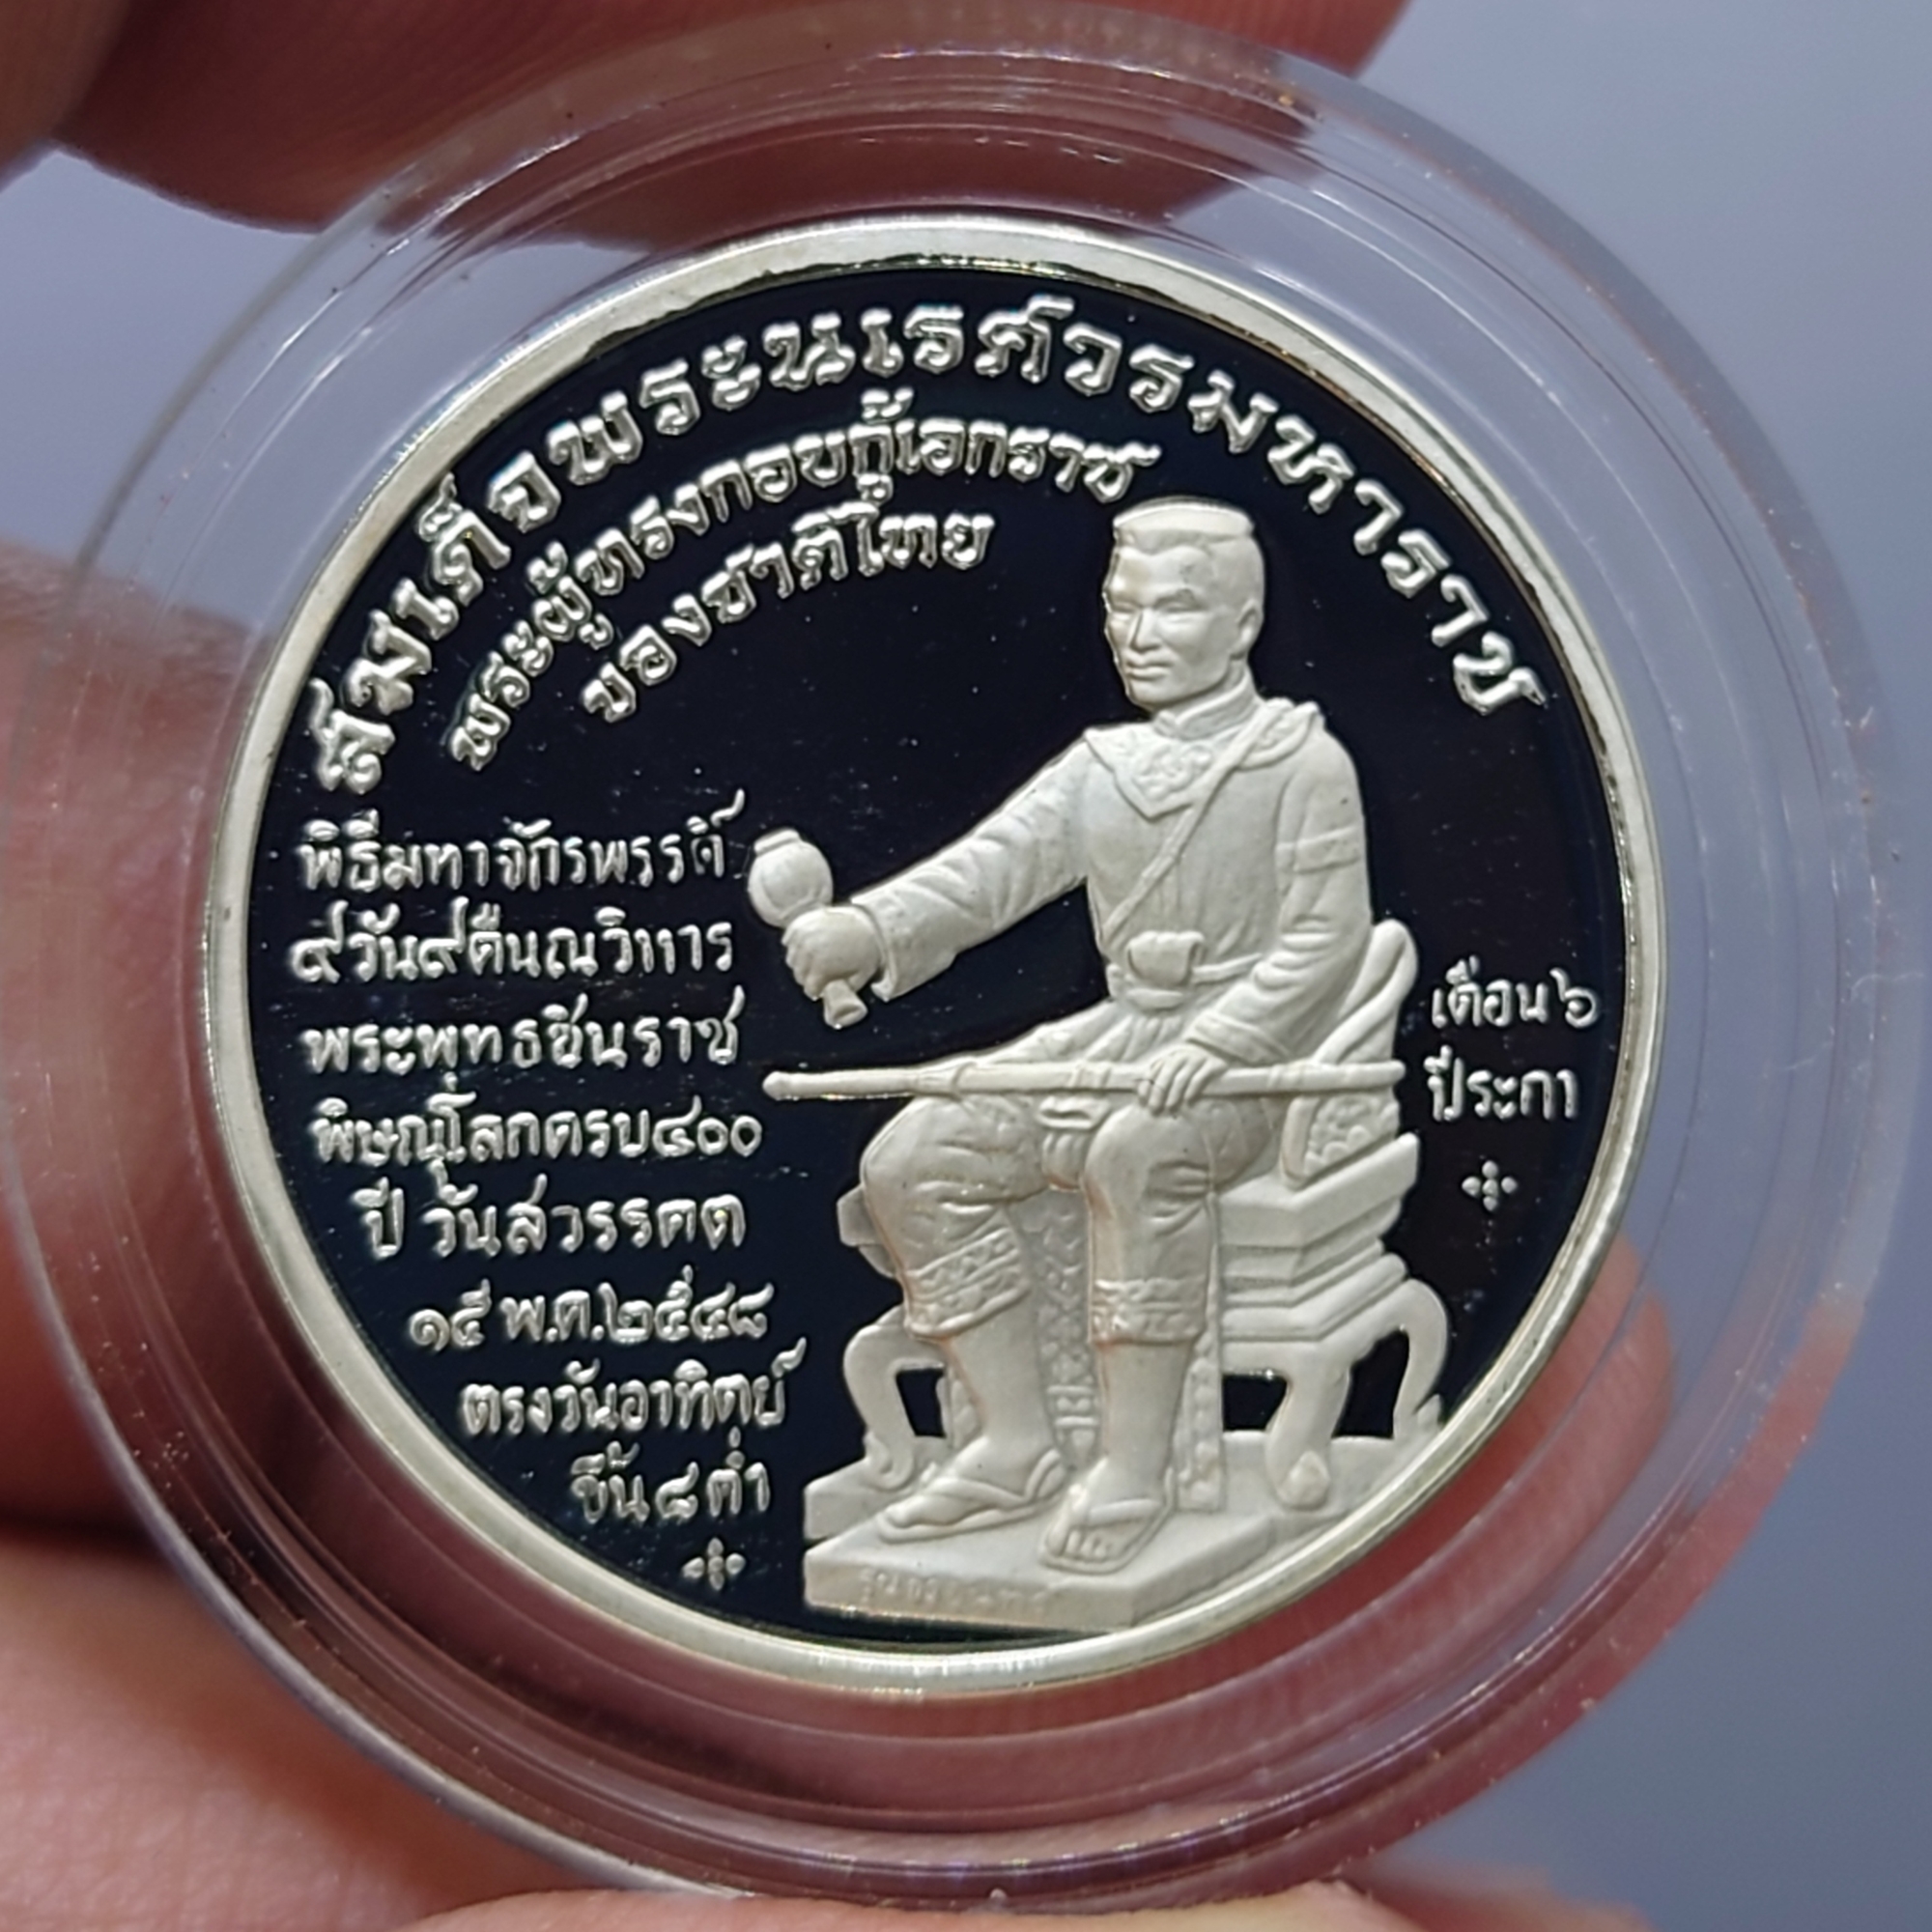 สมเด็จพระนเรศวรมหาราช
พระผู้ทรงกอบกู้เอกราช
ของชาติไทย
พิธีมหาจักรพรรดิ์
๙วัน๙คืนณวิหาร
พระพุทธชินราช
พิษณุโลกครบ๔๐๐
ปี วันสวรรคต
๑๕ พ.ค.๒๕๔๘
ตรงวันอาทิตย์
ขึ้น๘ค่ำ
เดือน๖
ปีระกา